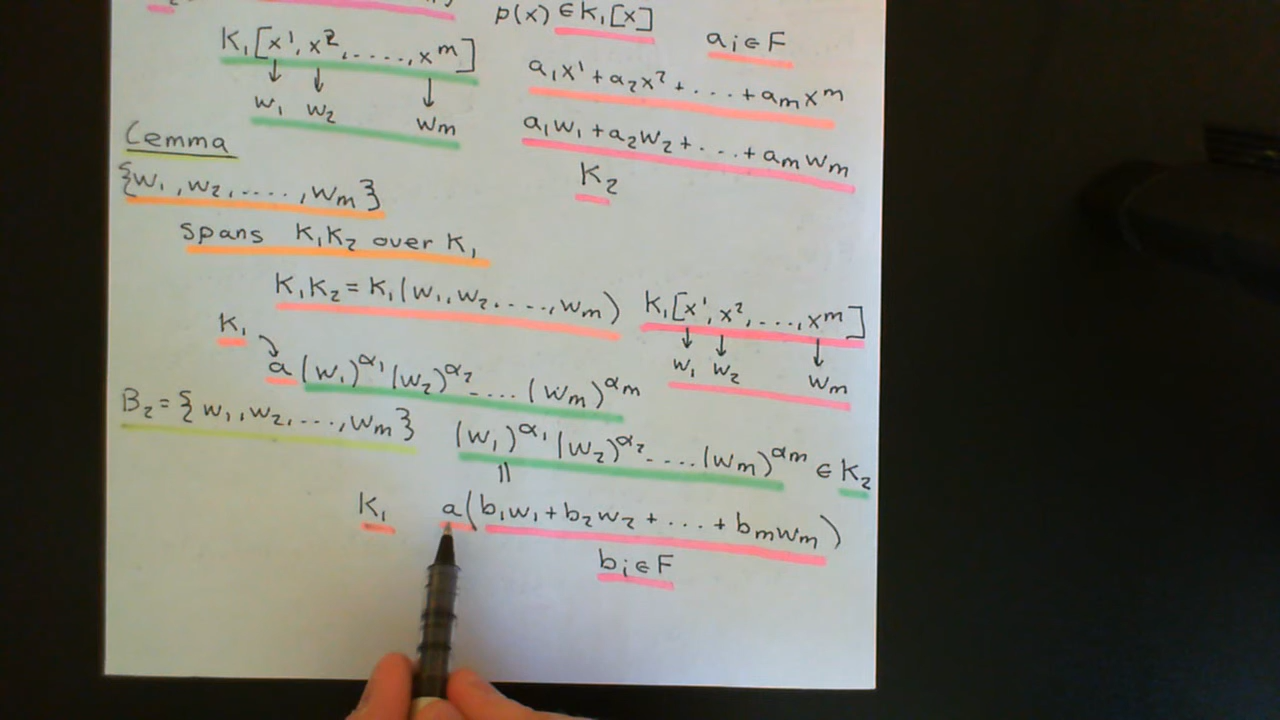 p(x) ∈ K₁[x]
K₁[x¹, x², ...., xᵐ]
aᵢ ∈ F
↓ ↓ ↓
w₁ w₂ wₘ
a₁x¹ + a₂x² + ... + aₘxᵐ
Lemma
a₁w₁ + a₂w₂ + ... + aₘwₘ
{w₁, w₂, ...., wₘ}
K₂
spans K₁K₂ over K₁
K₁K₂ = K₁(w₁, w₂, ...., wₘ)
K₁[x¹, x², ..., xᵐ]
↓ ↓ ↓
w₁ w₂ wₘ
K₁
a(w₁)^α₁ (w₂)^α₂ .... (wₘ)^αₘ
B₂ = {w₁, w₂, ..., wₘ}
(w₁)^α₁ (w₂)^α₂ .... (wₘ)^αₘ ∈ K₂
||
K₁ a(b₁w₁ + b₂w₂ + ... + bₘwₘ)
bᵢ ∈ F